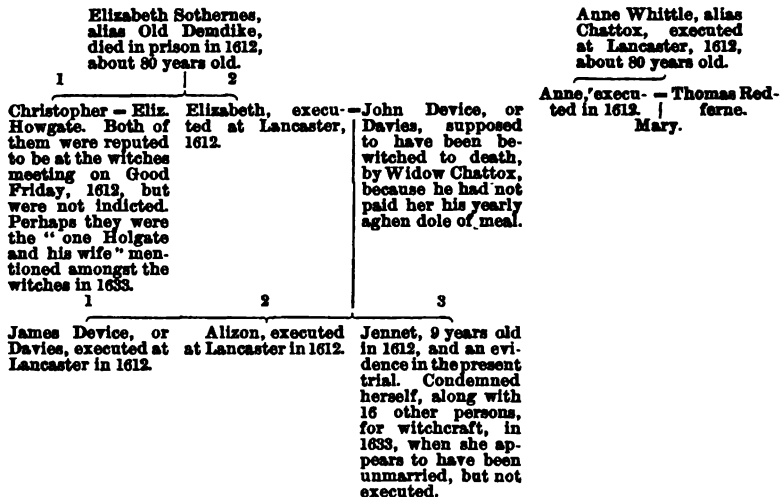 Elizabeth Sothernes,
alias Old Demdike,
died in prison in 1612,
about 80 years old.
Anne Whittle, alias
Chattox, executed
at Lancaster, 1612,
about 80 years old.
1
2
Christopher = Eliz.
Howgate. Both of
them were reputed
to be at the witches
meeting on Good
Friday, 1612, but
were not indicted.
Perhaps they were
the "one Holgate
and his wife" men-
tioned amongst the
witches in 1633.
Elizabeth, execu-
ted at Lancaster,
1612.
=John Device, or
Davies, supposed
to have been be-
witched to death,
by Widow Chattox,
because he had not
paid her his yearly
aghen dole of meal.
Anne, execu-
ted in 1612.
= Thomas Red-
ferne.
Mary.
1
2
3
James Device, or
Davies, executed at
Lancaster in 1612.
Alizon, executed
at Lancaster in 1612.
Jennet, 9 years old
in 1612, and an evi-
dence in the present
trial. Condemned
herself, along with
16 other persons,
for witchcraft, in
1633, when she ap-
pears to have been
unmarried, but not
executed.